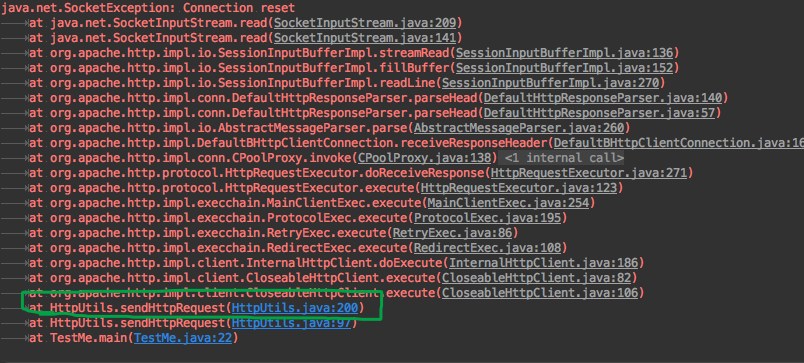 java.net.SocketException: Connection reset
at java.net.SocketInputStream.read(SocketInputStream.java:209)
at java.net.SocketInputStream.read(SocketInputStream.java:141)
at org.apache.http.impl.io.SessionInputBufferImpl.streamRead(SessionInputBufferImpl.java:136)
at org.apache.http.impl.io.SessionInputBufferImpl.fillBuffer(SessionInputBufferImpl.java:152)
at org.apache.http.impl.io.SessionInputBufferImpl.readLine(SessionInputBufferImpl.java:270)
at org.apache.http.impl.conn.DefaultHttpResponseParser.parseHead(DefaultHttpResponseParser.java:140)
at org.apache.http.impl.conn.DefaultHttpResponseParser.parseHead(DefaultHttpResponseParser.java:57)
at org.apache.http.impl.io.AbstractMessageParser.parse(AbstractMessageParser.java:260)
at org.apache.http.impl.DefaultBHttpClientConnection.receiveResponseHeader(DefaultBHttpClientConnection.java:16
at org.apache.http.impl.conn.CPoolProxy.invoke(CPoolProxy.java:138) <1 internal call>
at org.apache.http.protocol.HttpRequestExecutor.doReceiveResponse(HttpRequestExecutor.java:271)
at org.apache.http.protocol.HttpRequestExecutor.execute(HttpRequestExecutor.java:123)
at org.apache.http.impl.execchain.MainClientExec.execute(MainClientExec.java:254)
at org.apache.http.impl.execchain.ProtocolExec.execute(ProtocolExec.java:195)
at org.apache.http.impl.execchain.RetryExec.execute(RetryExec.java:86)
at org.apache.http.impl.execchain.RedirectExec.execute(RedirectExec.java:108)
at org.apache.http.impl.client.InternalHttpClient.doExecute(InternalHttpClient.java:186)
at org.apache.http.impl.client.CloseableHttpClient.execute(CloseableHttpClient.java:82)
at org.apache.http.impl.client.CloseableHttpClient.execute(CloseableHttpClient.java:106)
at HttpUtils.sendHttpRequest(HttpUtils.java:200)
at HttpUtils.sendHttpRequest(HttpUtils.java:97)
at TestMe.main(TestMe.java:22)